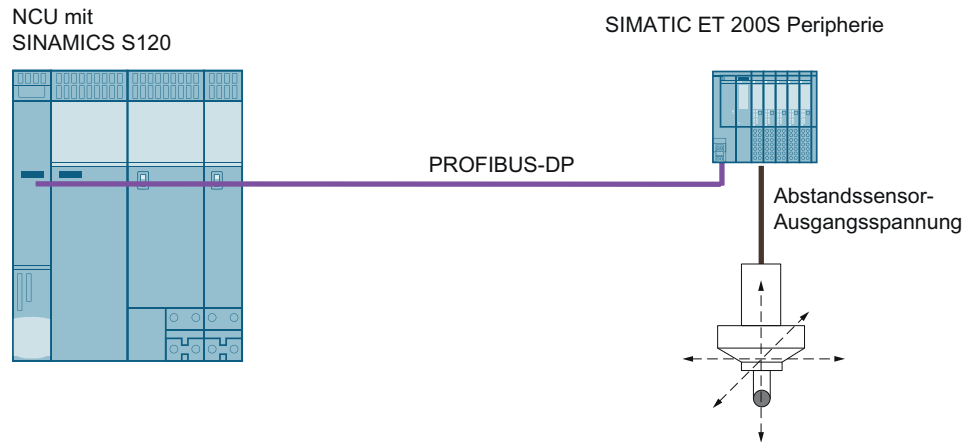 NCU mit
SINAMICS S120
SIMATIC ET 200S Peripherie
PROFIBUS-DP
Abstandssensor-
Ausgangsspannung